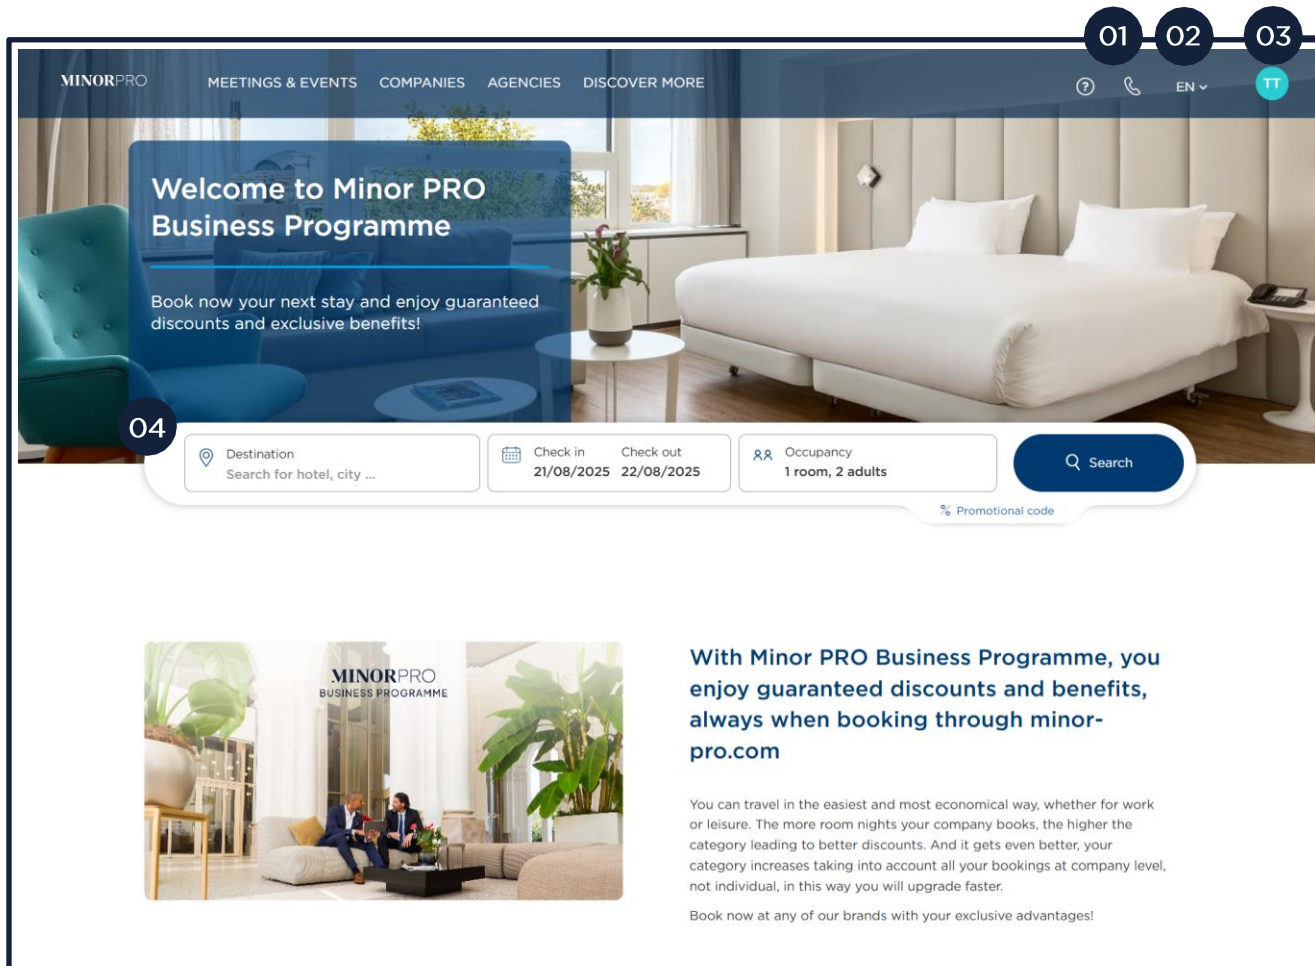 01 02 03
MINORPRO MEETINGS & EVENTS COMPANIES AGENCIES DISCOVER MORE ? EN TT
Welcome to Minor PRO
Business Programme
Book now your next stay and enjoy guaranteed
discounts and exclusive benefits!
04
Destination
Search for hotel, city ...
Check in Check out
21/08/2025 22/08/2025
Occupancy
1 room, 2 adults
Search
% Promotional code
MINORPRO
BUSINESS PROGRAMME
With Minor PRO Business Programme, you
enjoy guaranteed discounts and benefits,
always when booking through minor-
pro.com
You can travel in the easiest and most economical way, whether for work
or leisure. The more room nights your company books, the higher the
category leading to better discounts. And it gets even better, your
category increases taking into account all your bookings at company level,
not individual, in this way you will upgrade faster.
Book now at any of our brands with your exclusive advantages!